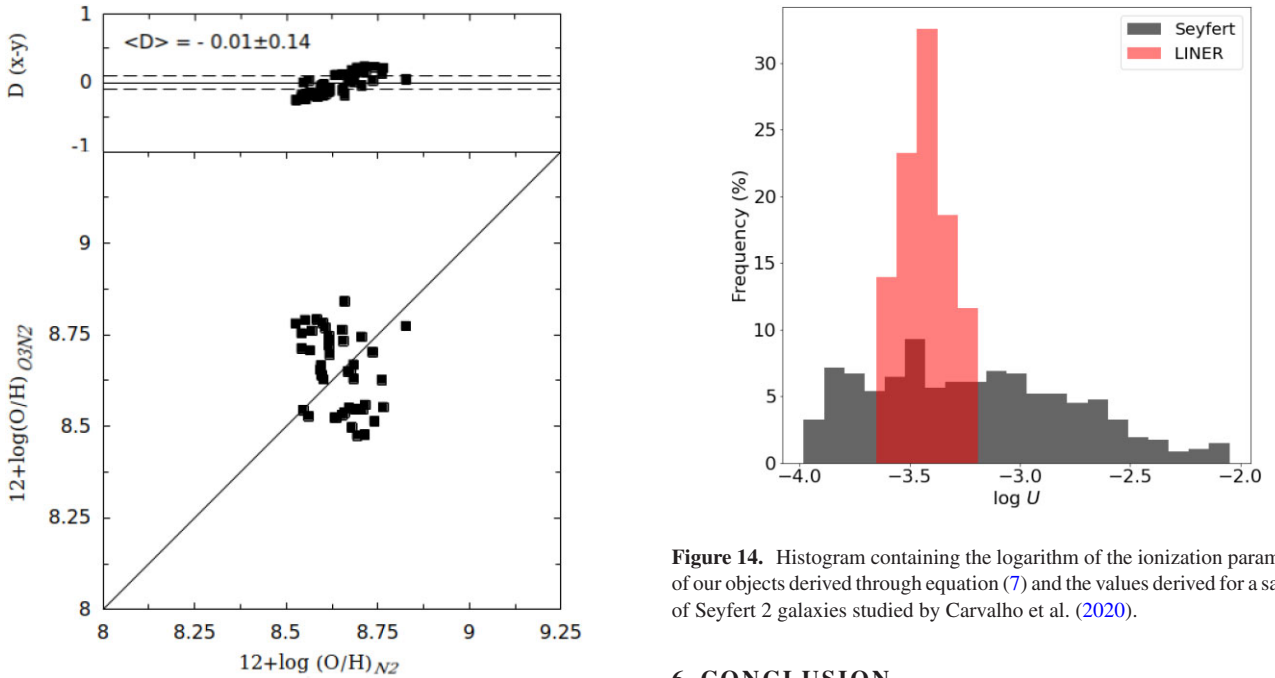 1
0
-1
D (x-y)
<D> = - 0.01±0.14
9
8.75
8.5
8.25
8
12+log(O/H) O3N2
8 8.25 8.5 8.75 9 9.25
12+log (O/H)N2
Seyfert
LINER
30
25
20
15
10
5
0
Frequency (%)
−4.0 −3.5 −3.0 −2.5 −2.0
log U
Figure 14. Histogram containing the logarithm of the ionization param
of our objects derived through equation (7) and the values derived for a sa
of Seyfert 2 galaxies studied by Carvalho et al. (2020).
6 CONCLUSION